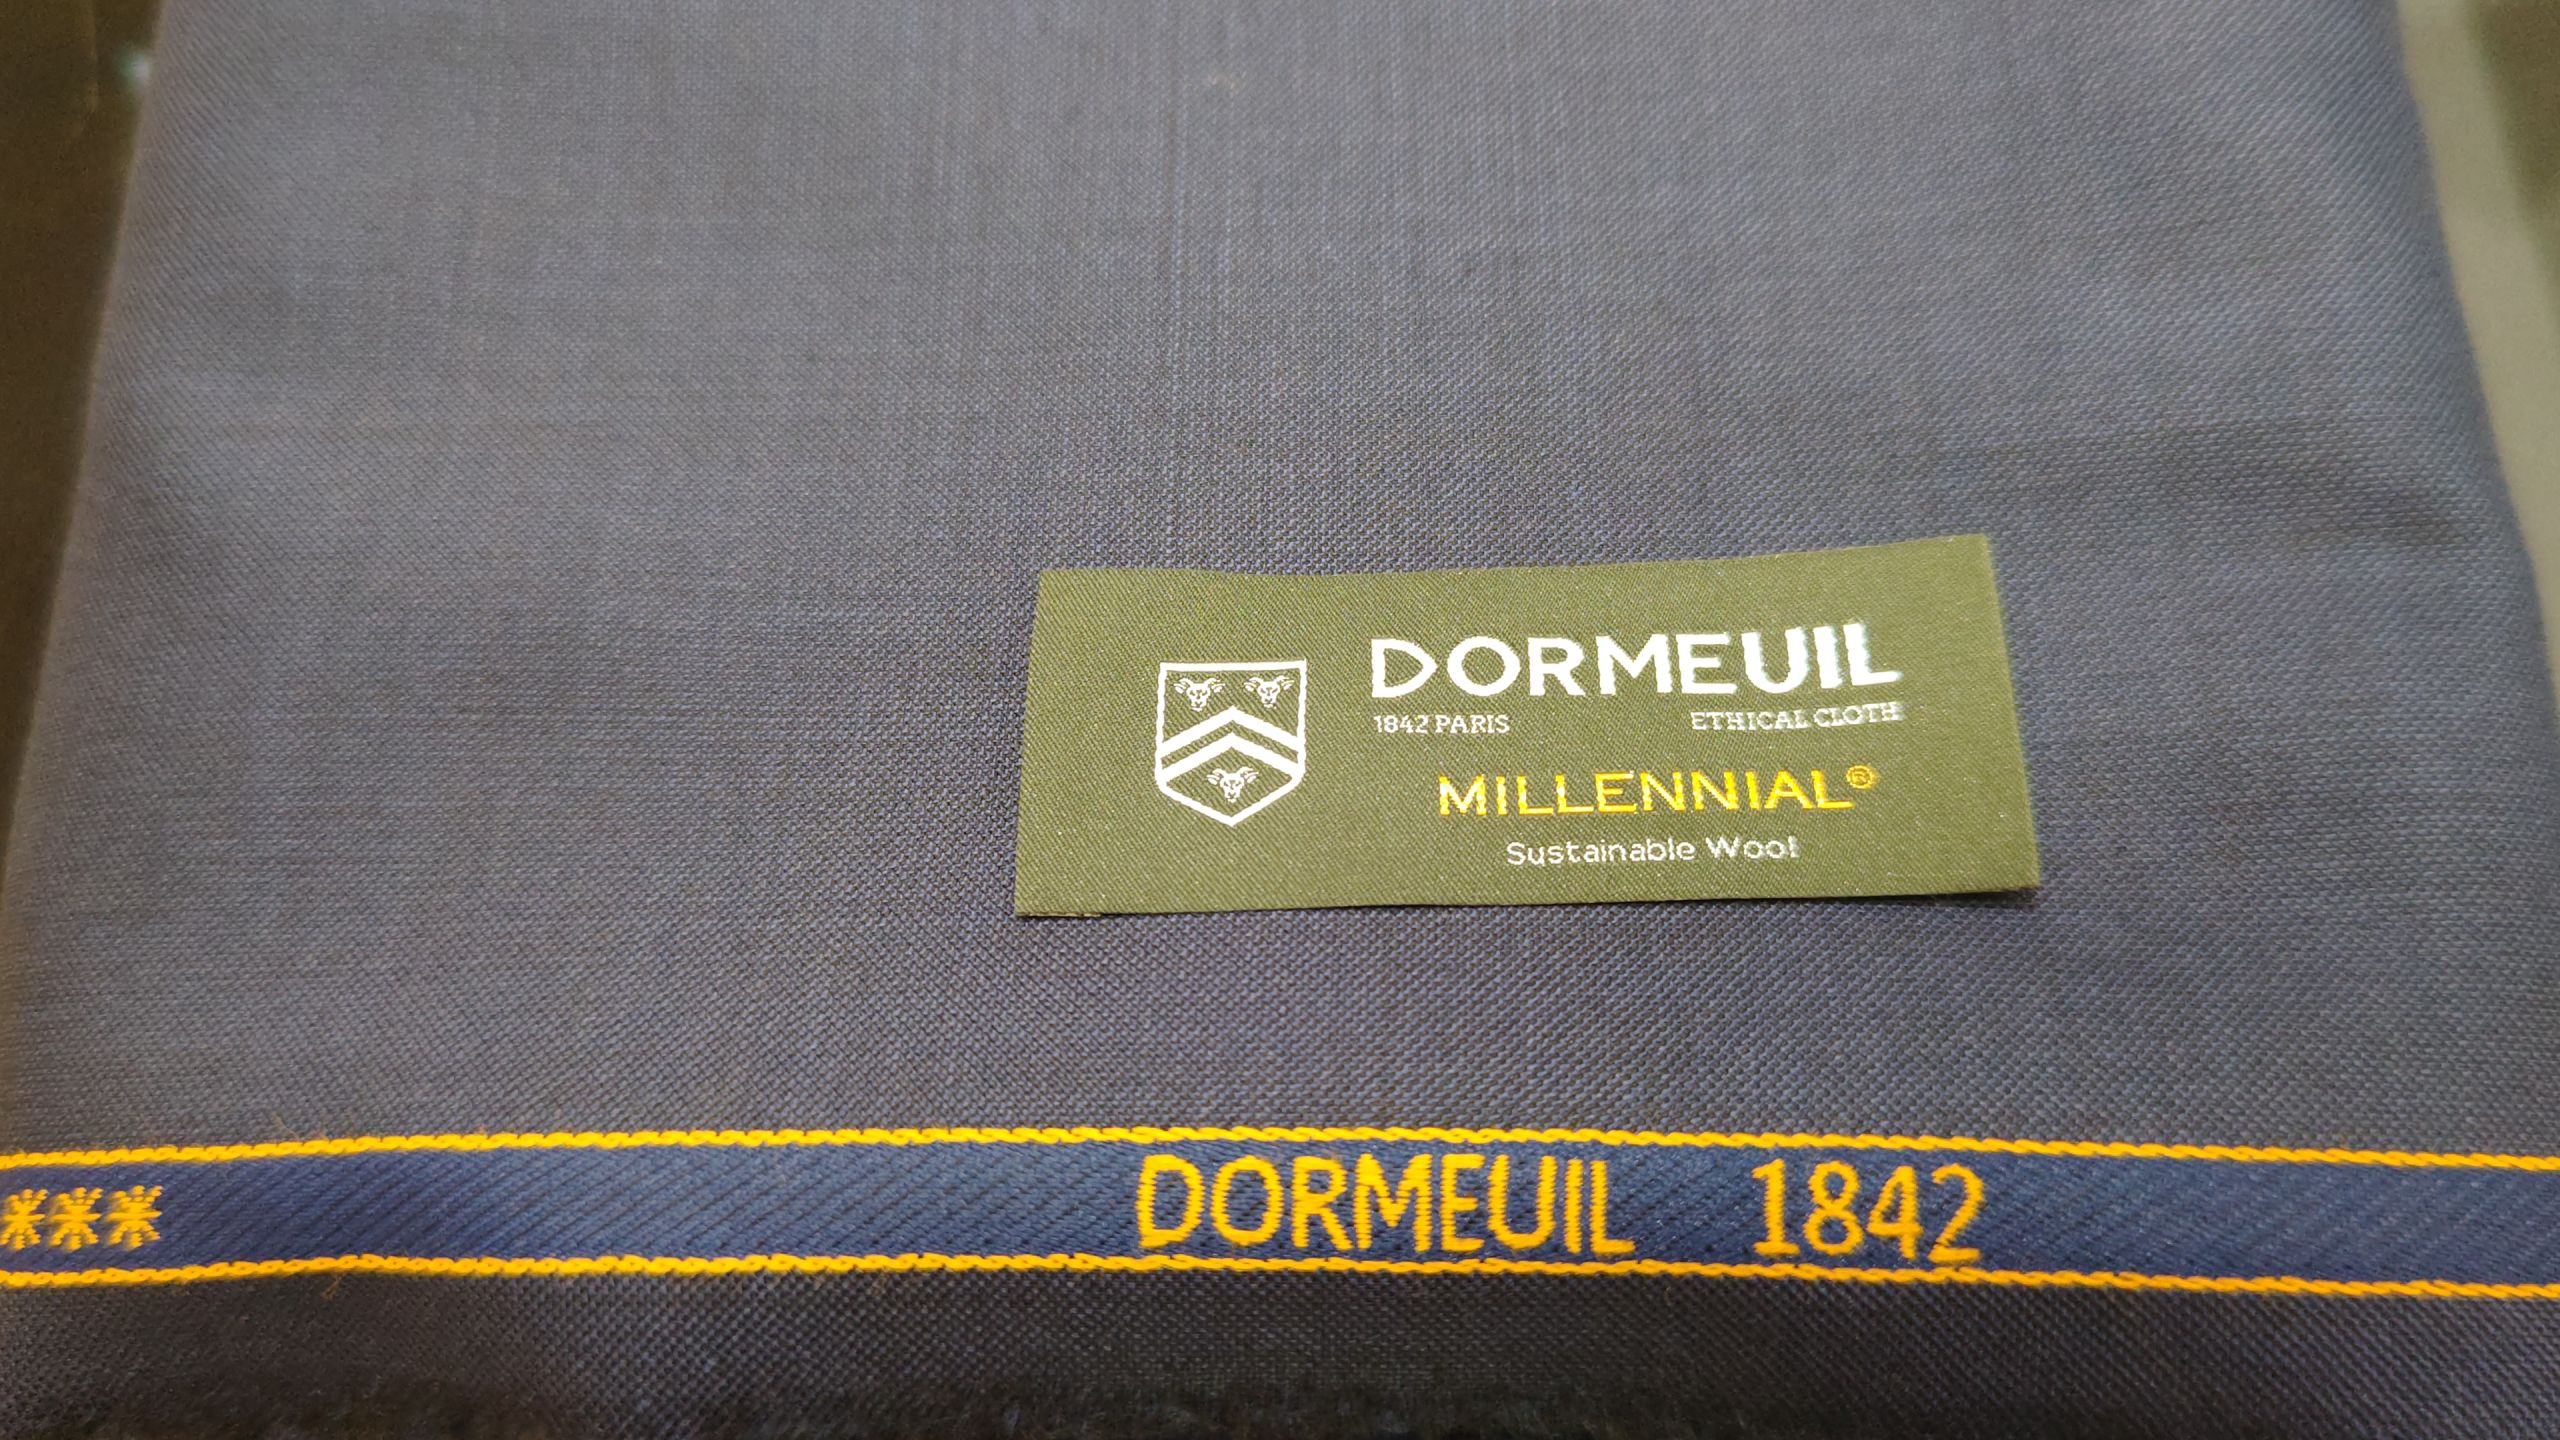 DORMEUIL
1842 PARIS ETHICAL CLOTH
MILLENNIAL®
Sustainable Wool
*** DORMEUIL 1842